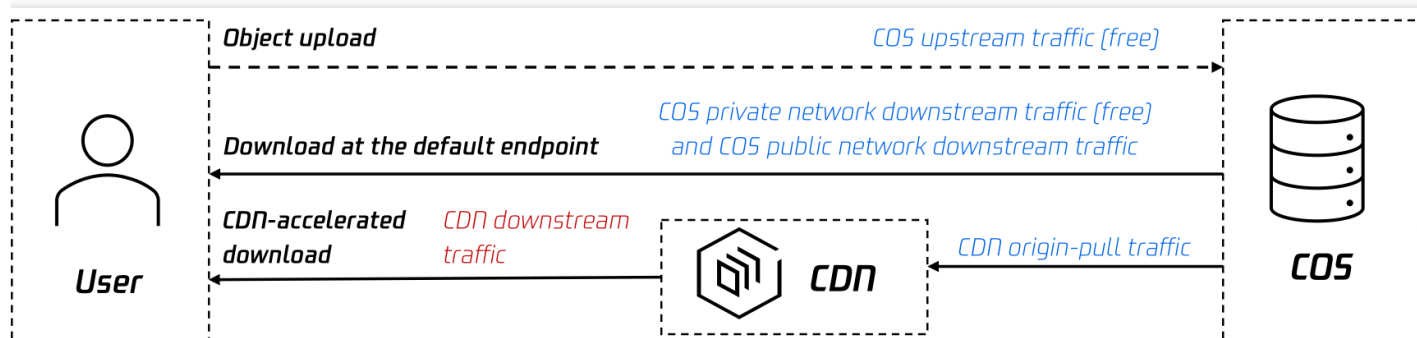 Object upload
COS upstream traffic (free)
COS private network downstream traffic (free)
Download at the default endpoint
and COS public network downstream traffic
CDN-accelerated
download
CDN downstream
traffic
CDN origin-pull traffic
User
CDN
COS